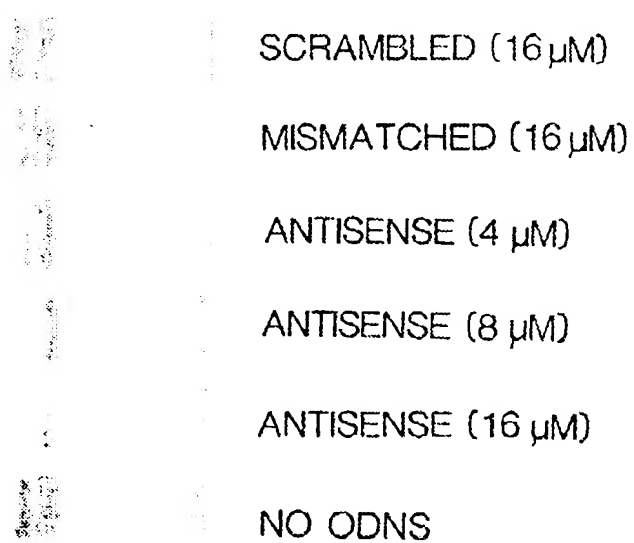 SCRAMBLED (16 µM)
MISMATCHED (16 µM)
ANTISENSE (4 µM)
ANTISENSE (8 µM)
ANTISENSE (16 µM)
NO ODNS